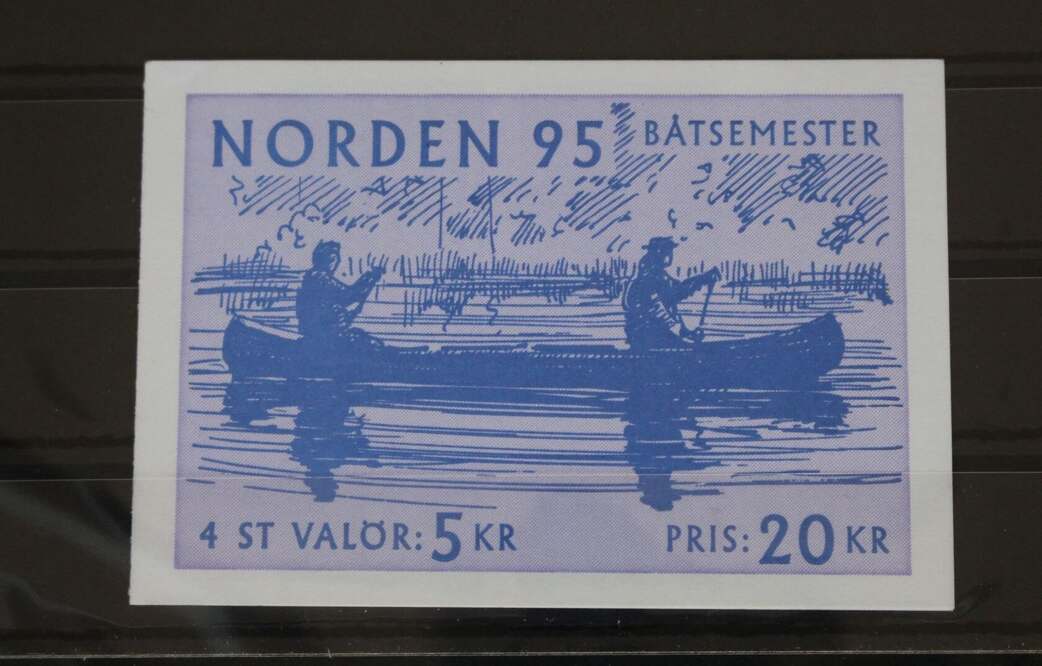 NORDEN 95 BÅTSEMESTER
4 ST VALÖR: 5 KR PRIS: 20 KR